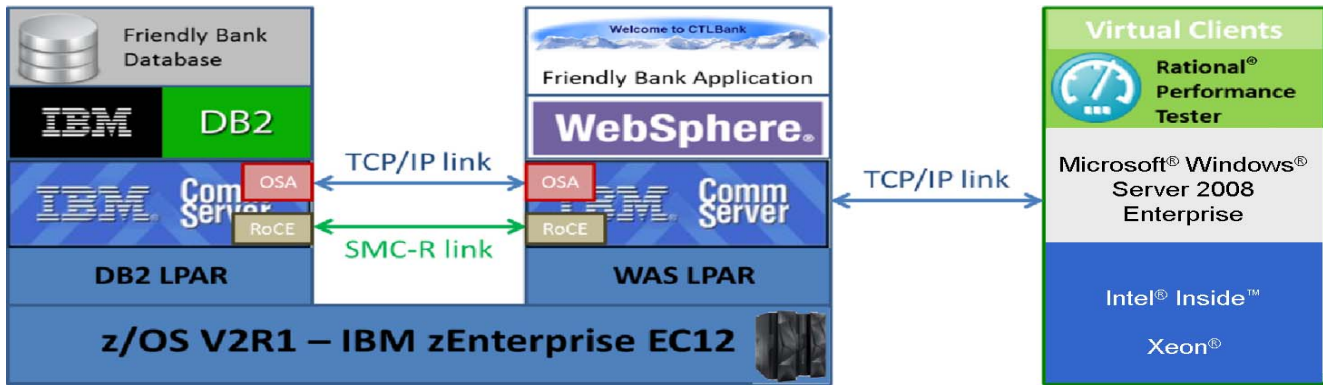 Friendly Bank
Database
IBM
DB2
IBM
Comm
Server
OSA
RoCE
DB2 LPAR
TCP/IP link
SMC-R link
Welcome to CTLBank
Friendly Bank Application
WebSphere®
OSA
RoCE
IBM
Comm
Server
WAS LPAR
z/OS V2R1 – IBM zEnterprise EC12
TCP/IP link
Virtual Clients
Rational®
Performance
Tester
Microsoft® Windows®
Server 2008
Enterprise
Intel® Inside™
Xeon®